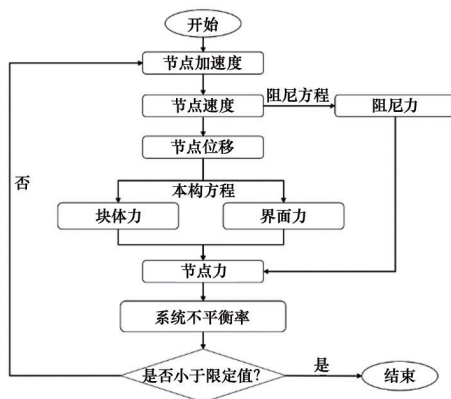 开始
节点加速度
节点速度
阻尼方程
阻尼力
节点位移
否
本构方程
块体力
界面力
节点力
系统不平衡率
是否小于限定值？
是
结束